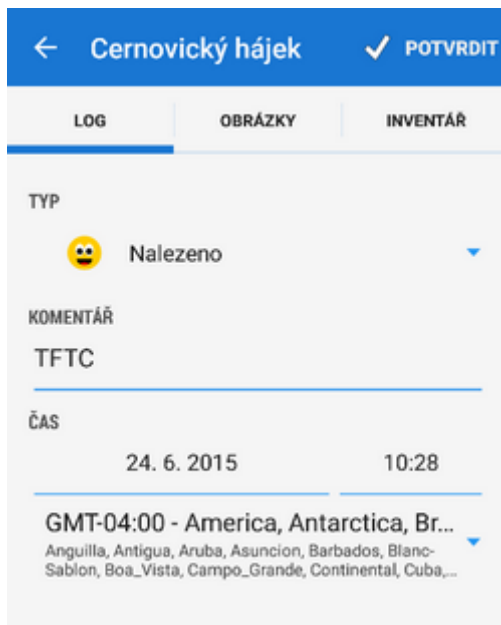 Cernovický hájek POTVRDIT
LOG OBRÁZKY INVENTÁŘ
TYP
Nalezeno
KOMENTÁŘ
TFTC
ČAS
24. 6. 2015 10:28
GMT-04:00 - America, Antarctica, Br...
Anguilla, Antigua, Aruba, Asuncion, Barbados, Blanc-
Sablon, Boa_Vista, Campo_Grande, Continental, Cuba,...